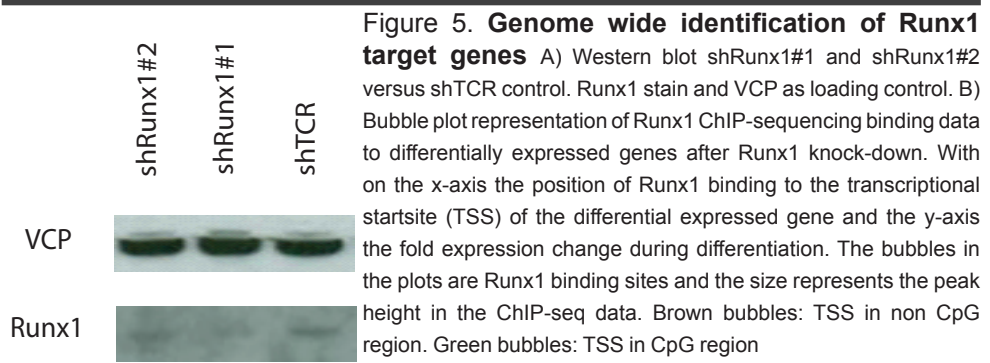 shRunx1#2
shRunx1#1
shTCR
VCP
Runx1
Figure 5. Genome wide identification of Runx1
target genes A) Western blot shRunx1#1 and shRunx1#2
versus shTCR control. Runx1 stain and VCP as loading control. B)
Bubble plot representation of Runx1 ChIP-sequencing binding data
to differentially expressed genes after Runx1 knock-down. With
on the x-axis the position of Runx1 binding to the transcriptional
startsite (TSS) of the differential expressed gene and the y-axis
the fold expression change during differentiation. The bubbles in
the plots are Runx1 binding sites and the size represents the peak
height in the ChIP-seq data. Brown bubbles: TSS in non CpG
region. Green bubbles: TSS in CpG region